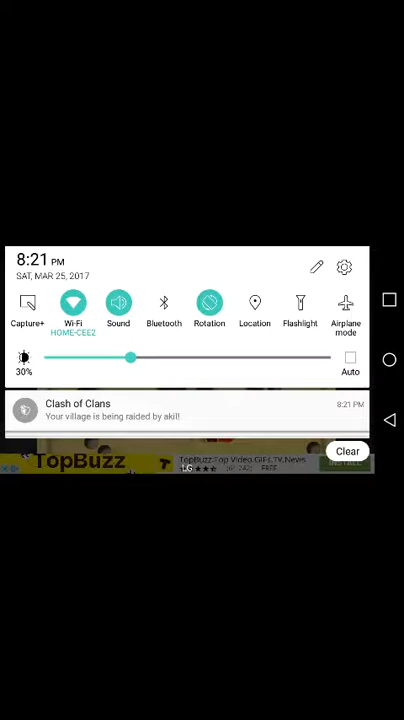 8:21 PM
SAT, MAR 25, 2017
Capture+
Wi-Fi
HOME-CEE2
Sound
Bluetooth
Rotation
Location
Flashlight
Airplane
mode
30%
Auto
Clash of Clans
8:21 PM
Your village is being raided by akil!
Clear
TopBuzz
TopBuzz:Top Video,GIFs,TV,News
LG
FREE
INSTALL